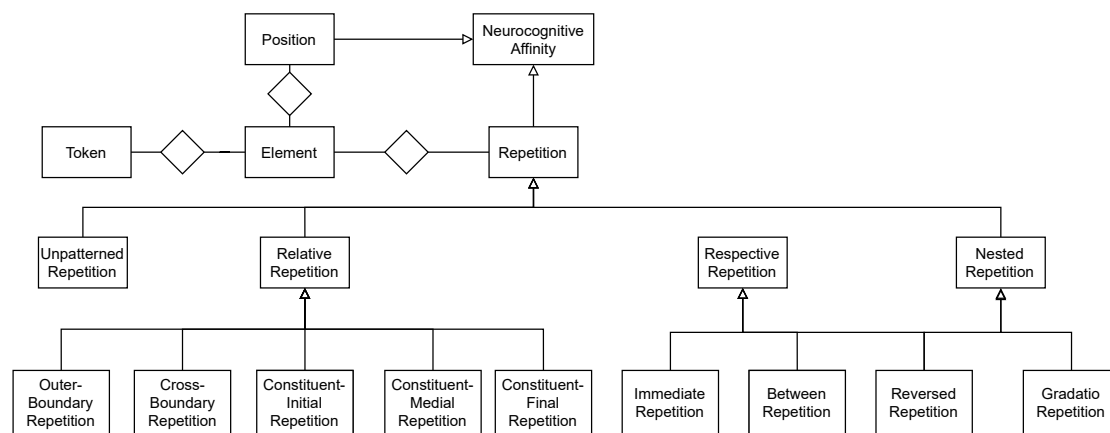 Position
Neurocognitive
Affinity
Token
Element
Repetition
Unpatterned
Repetition
Relative
Repetition
Respective
Repetition
Nested
Repetition
Outer-
Boundary
Repetition
Cross-
Boundary
Repetition
Constituent-
Initial
Repetition
Constituent-
Medial
Repetition
Constituent-
Final
Repetition
Immediate
Repetition
Between
Repetition
Reversed
Repetition
Gradatio
Repetition